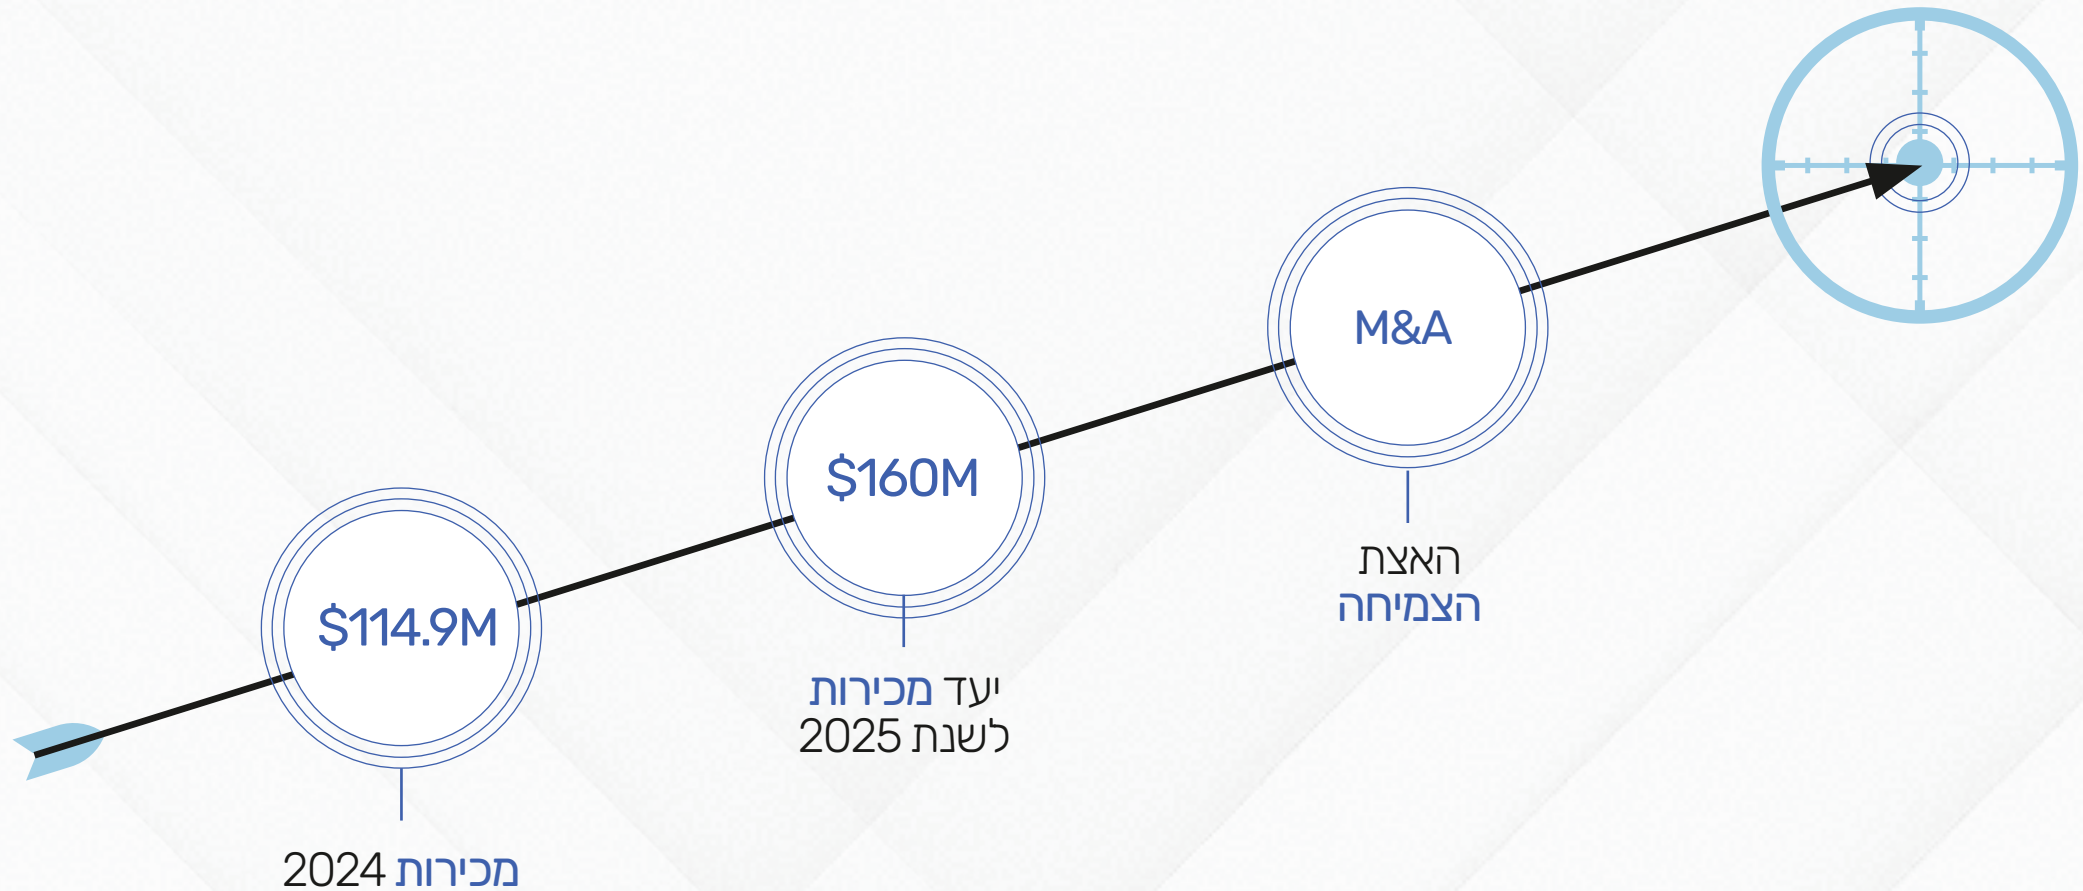 $114.9M
מכירות 2024
$160M
יעד מכירות
לשנת 2025
M&A
האצת
הצמיחה